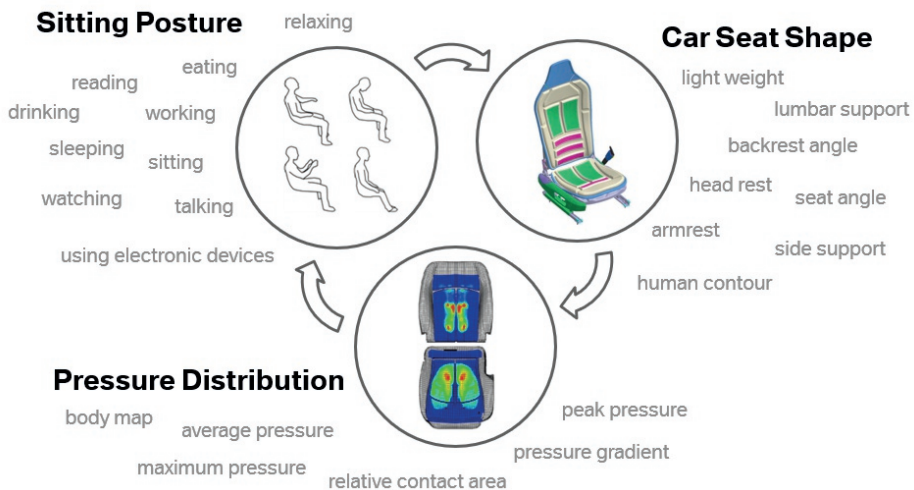 Sitting Posture
relaxing
eating
reading
drinking
working
sleeping
sitting
watching
talking
using electronic devices
Car Seat Shape
light weight
lumbar support
backrest angle
head rest
seat angle
armrest
side support
human contour
Pressure Distribution
body map
average pressure
maximum pressure
relative contact area
pressure gradient
peak pressure